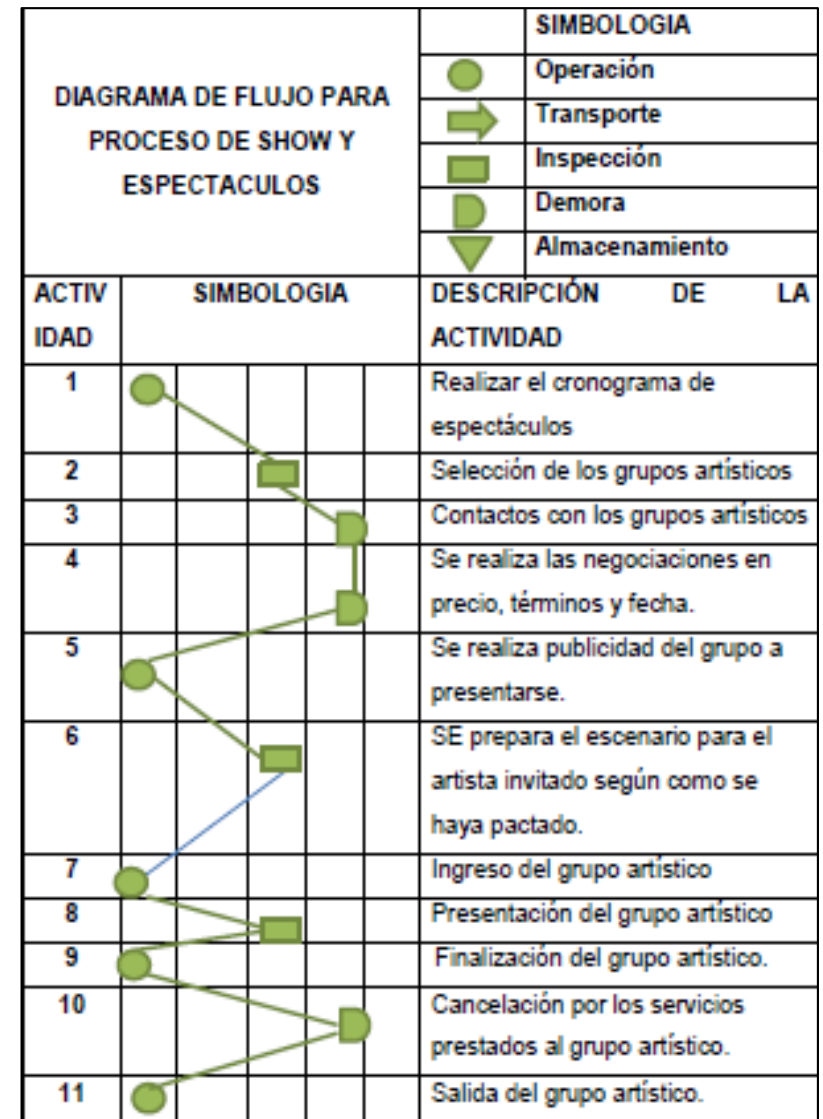 DIAGRAMA DE FLUJO PARA
PROCESO DE SHOW Y
ESPECTACULOS
SIMBOLOGIA
Operación
Transporte
Inspección
Demora
Almacenamiento
ACTIV
IDAD
SIMBOLOGIA
DESCRIPCIÓN DE LA
ACTIVIDAD
1
Realizar el cronograma de
espectáculos
2
Selección de los grupos artísticos
3
Contactos con los grupos artísticos
4
Se realiza las negociaciones en
precio, términos y fecha.
5
Se realiza publicidad del grupo a
presentarse.
6
SE prepara el escenario para el
artista invitado según como se
haya pactado.
7
Ingreso del grupo artístico
8
Presentación del grupo artístico
9
Finalización del grupo artístico.
10
Cancelación por los servicios
prestados al grupo artístico.
11
Salida del grupo artístico.